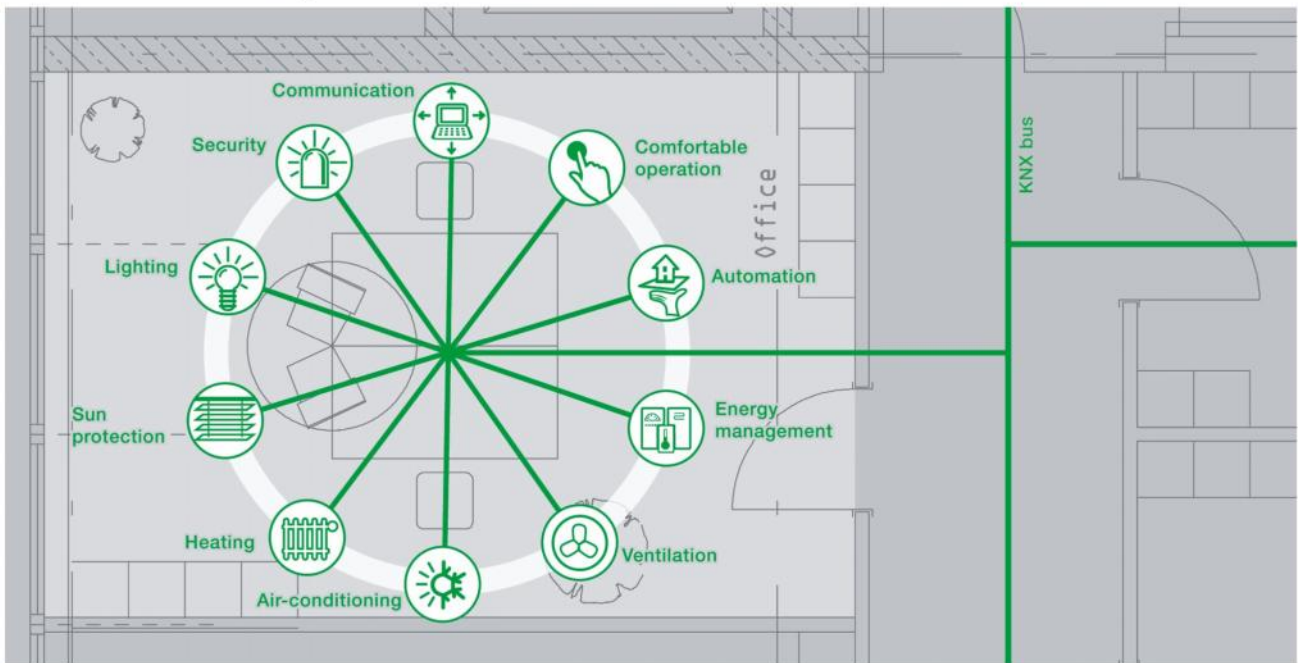 Communication
Security
Comfortable
operation
KNX bus
Office
Lighting
Automation
Sun
protection
Energy
management
Heating
Ventilation
Air-conditioning